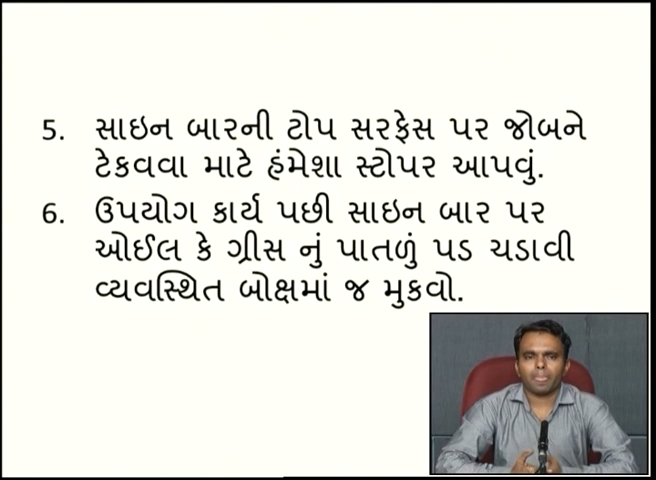 5. સાઇન બારની ટોપ સરફેસ પર જોબને
ટેકવવા માટે હંમેશા સ્ટોપર આપવું.
6. ઉપયોગ કાર્ય પછી સાઇન બાર પર
ઓઈલ કે ગ્રીસ નું પાતળું પડ ચડાવી
વ્યવસ્થિત બોક્ષમાં જ મુકવો.